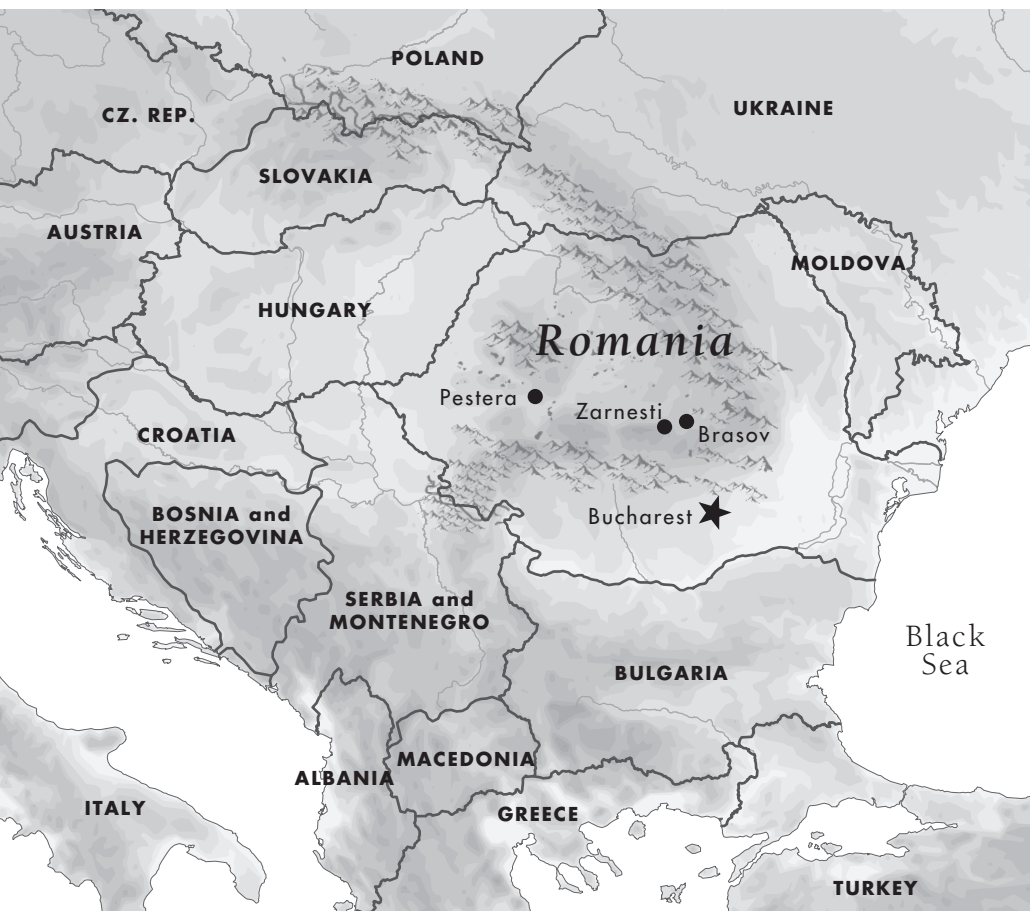 POLAND
CZ. REP.
UKRAINE
SLOVAKIA
AUSTRIA
MOLDOVA
HUNGARY
Romania
Pestera
Zarnesti
Brasov
CROATIA
Bucharest
BOSNIA and
HERZEGOVINA
SERBIA and
MONTENEGRO
Black
Sea
BULGARIA
MACEDONIA
ALBANIA
ITALY
GREECE
TURKEY